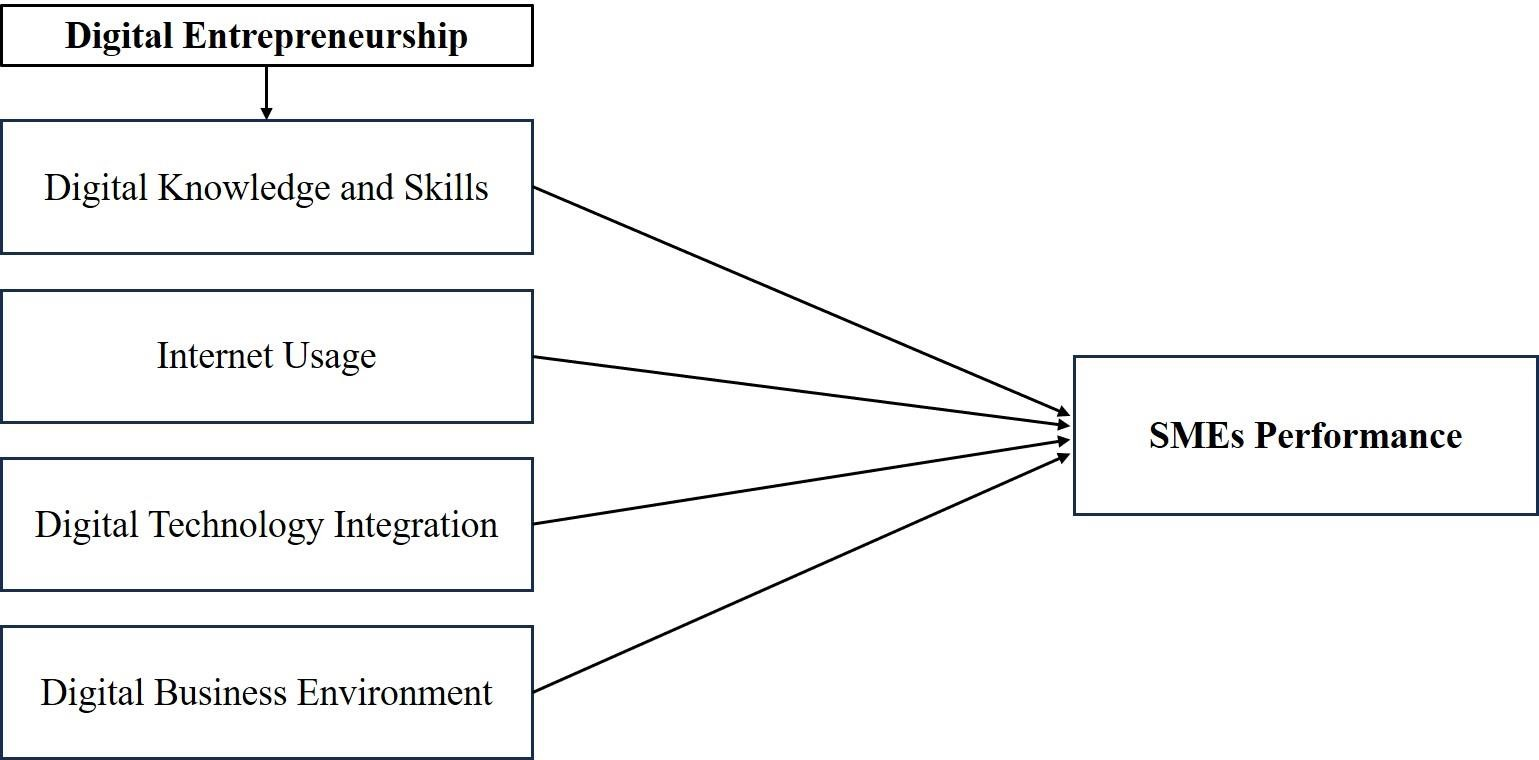 Digital Entrepreneurship
Digital Knowledge and Skills
Internet Usage
Digital Technology Integration
Digital Business Environment
SMEs Performance